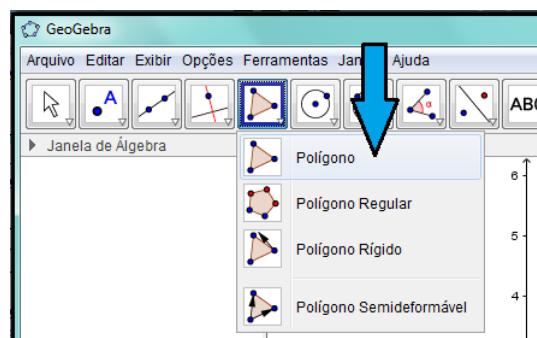 GeoGebra
Arquivo Editar Exibir Opções Ferramentas Ajuda
A α ABC
Janela de Álgebra
Polígono
Polígono Regular
Polígono Rígido
Polígono Semideformável
6
5
4